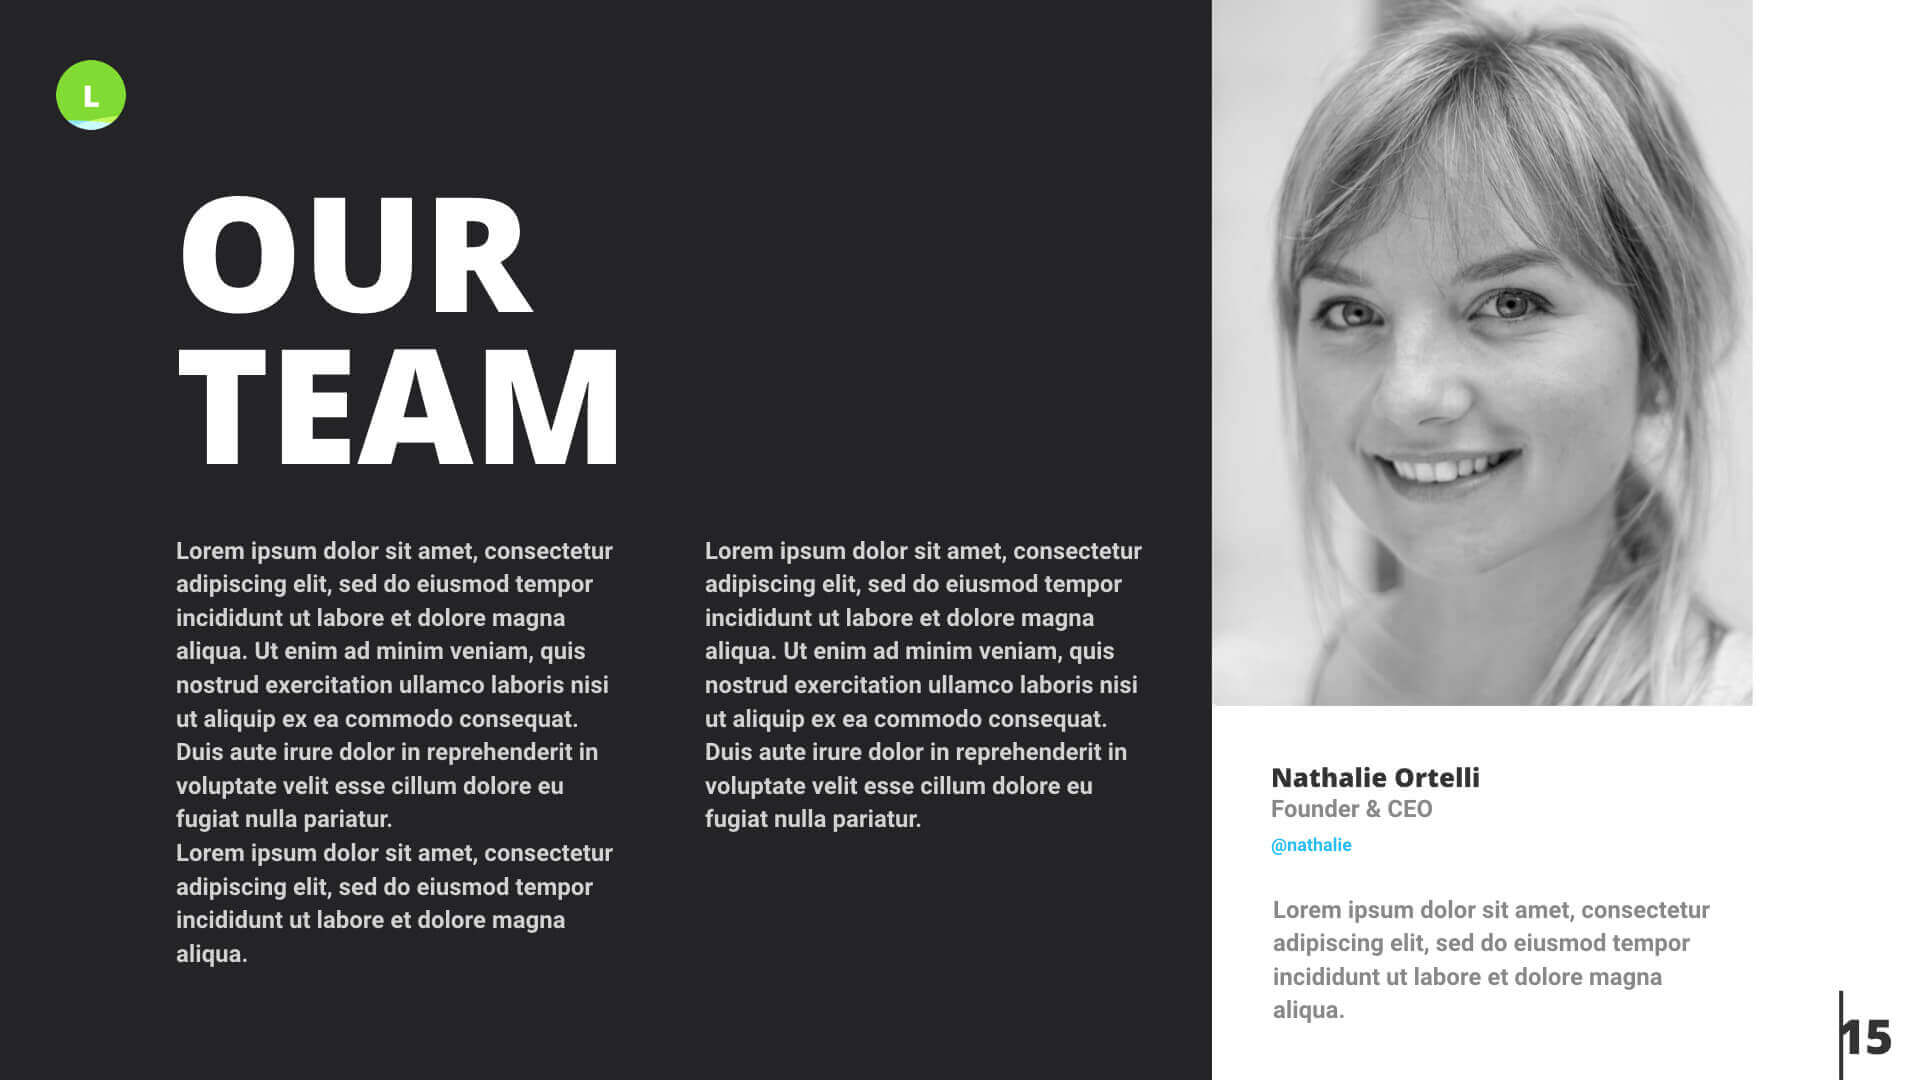 L
OUR
TEAM
Lorem ipsum dolor sit amet, consectetur
adipiscing elit, sed do eiusmod tempor
incididunt ut labore et dolore magna
aliqua. Ut enim ad minim veniam, quis
nostrud exercitation ullamco laboris nisi
ut aliquip ex ea commodo consequat.
Duis aute irure dolor in reprehenderit in
voluptate velit esse cillum dolore eu
fugiat nulla pariatur.
Lorem ipsum dolor sit amet, consectetur
adipiscing elit, sed do eiusmod tempor
incididunt ut labore et dolore magna
aliqua.
Lorem ipsum dolor sit amet, consectetur
adipiscing elit, sed do eiusmod tempor
incididunt ut labore et dolore magna
aliqua. Ut enim ad minim veniam, quis
nostrud exercitation ullamco laboris nisi
ut aliquip ex ea commodo consequat.
Duis aute irure dolor in reprehenderit in
voluptate velit esse cillum dolore eu
fugiat nulla pariatur.
Nathalie Ortelli
Founder & CEO
@nathalie
Lorem ipsum dolor sit amet, consectetur
adipiscing elit, sed do eiusmod tempor
incididunt ut labore et dolore magna
aliqua.
15